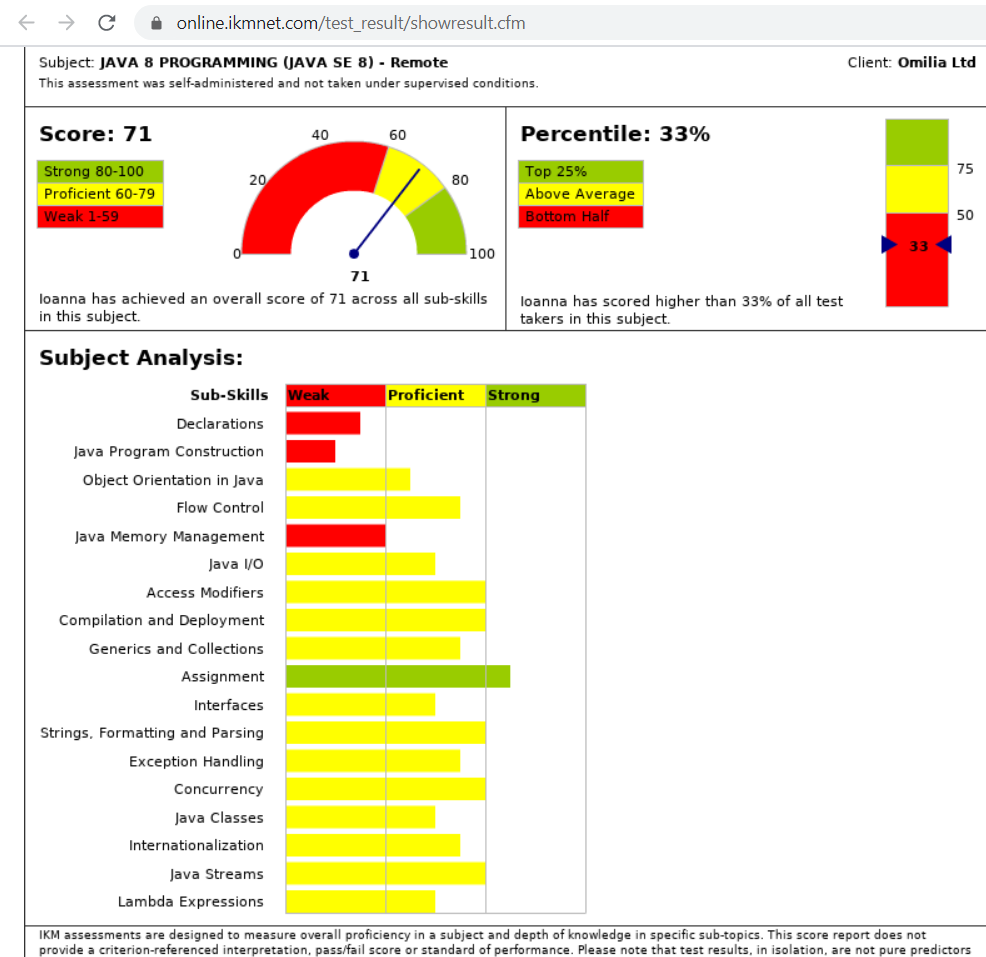 online.ikmnet.com/test_result/showresult.cfm
Subject: JAVA 8 PROGRAMMING (JAVA SE 8) - Remote
Client: Omilia Ltd
This assessment was self-administered and not taken under supervised conditions.
Score: 71
Strong 80-100
Proficient 60-79
Weak 1-59
0
20
40
60
80
100
71
Ioanna has achieved an overall score of 71 across all sub-skills
in this subject.
Percentile: 33%
Top 25%
Above Average
Bottom Half
75
50
33
Ioanna has scored higher than 33% of all test
takers in this subject.
Subject Analysis:
Sub-Skills Weak Proficient Strong
Declarations
Java Program Construction
Object Orientation in Java
Flow Control
Java Memory Management
Java I/O
Access Modifiers
Compilation and Deployment
Generics and Collections
Assignment
Interfaces
Strings, Formatting and Parsing
Exception Handling
Concurrency
Java Classes
Internationalization
Java Streams
Lambda Expressions
IKM assessments are designed to measure overall proficiency in a subject and depth of knowledge in specific sub-topics. This score report does not
provide a criterion-referenced interpretation, pass/fail score or standard of performance. Please note that test results, in isolation, are not pure predictors